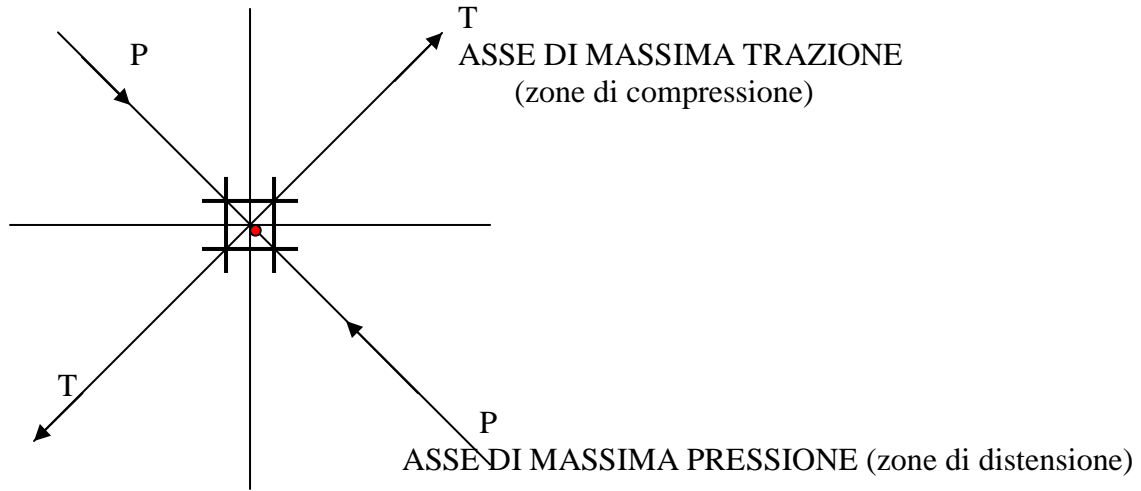 T
P
ASSE DI MASSIMA TRAZIONE
(zone di compressione)
T
P
ASSE DI MASSIMA PRESSIONE (zone di distensione)